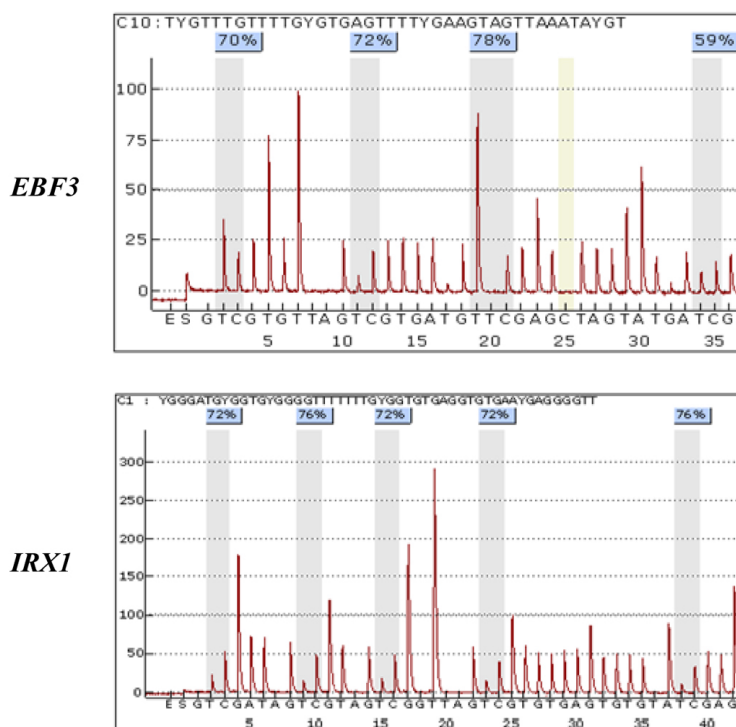 C10:TYGTTTGTTTTGYGTGAGTTTTYGAAGTAGTTAAATAYGT
70% 72% 78% 59%
100
75
EBF3
50
25
0
E S G T C G T G T T A G T C G T G A T G T T C G A G C T A G T A T G A T C G
5 10 15 20 25 30 35
C1 : YGGGATGYGGTGYGGGGTTTTTTTGYGGTGTGAGGTGTGAAYGAGGGGTT
72% 76% 72% 72% 76%
300
250
200
IRX1
150
100
50
0
E S G T C G A T A G T C G T A G T C G G T T A G T C G T G T G A G T G T A T C G A G
5 10 15 20 25 30 35 40